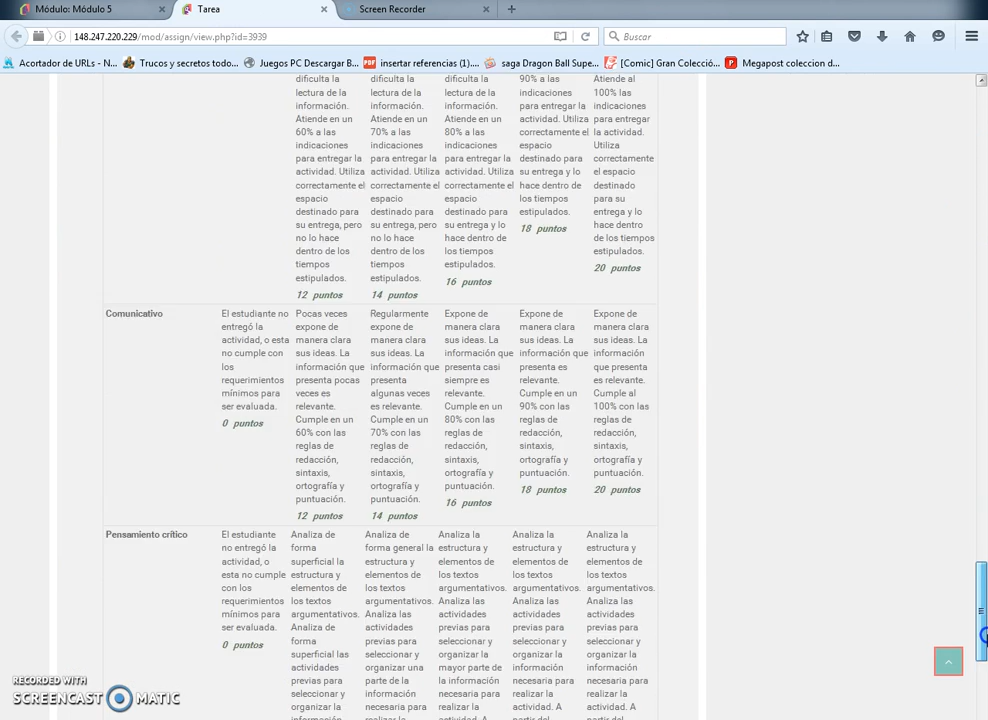 Módulo: Módulo 5
Tarea
Screen Recorder
148.247.220.229/mod/assign/view.php?id=3939
Buscar
Acortador de URLs - N...
Trucos y secretos todo...
Juegos PC Descargar B...
insertar referencias (1)....
saga Dragon Ball Supe...
[Comic] Gran Colecció...
Megapost coleccion d...
dificulta la
lectura de la
información.
Atiende en un
60% a las
indicaciones
para entregar la
actividad. Utiliza
correctamente el
espacio
destinado para
su entrega, pero
no lo hace
dentro de los
tiempos
estipulados.
12 puntos
dificulta la
lectura de la
información.
Atiende en un
70% a las
indicaciones
para entregar la
actividad. Utiliza
correctamente el
espacio
destinado para
su entrega, pero
no lo hace
dentro de los
tiempos
estipulados.
14 puntos
dificulta la
lectura de la
información.
Atiende en un
80% a las
indicaciones
para entregar la
actividad. Utiliza
correctamente el
espacio
destinado para
su entrega y lo
hace dentro de
los tiempos
estipulados.
16 puntos
90% a las
indicaciones
para entregar la
actividad. Utiliza
correctamente el
espacio
destinado para
su entrega y lo
hace dentro de
los tiempos
estipulados.
18 puntos
Atiende al
100% las
indicaciones
para entregar
la actividad.
Utiliza
correctamente
el espacio
destinado
para su
entrega y lo
hace dentro
de los tiempos
estipulados.
20 puntos
Comunicativo
El estudiante no
entregó la
actividad, o esta
no cumple con
los
requerimientos
mínimos para
ser evaluada.
0 puntos
Pocas veces
expone de
manera clara
sus ideas. La
información que
presenta pocas
veces es
relevante.
Cumple en un
60% con las
reglas de
redacción,
sintaxis,
ortografía y
puntuación.
12 puntos
Regularmente
expone de
manera clara
sus ideas. La
información que
presenta
algunas veces
es relevante.
Cumple en un
70% con las
reglas de
redacción,
sintaxis,
ortografía y
puntuación.
14 puntos
Expone de
manera clara
sus ideas. La
información que
presenta casi
siempre es
relevante.
Cumple en un
80% con las
reglas de
redacción,
sintaxis,
ortografía y
puntuación.
16 puntos
Expone de
manera clara
sus ideas. La
información que
presenta es
relevante.
Cumple en un
90% con las
reglas de
redacción,
sintaxis,
ortografía y
puntuación.
18 puntos
Expone de
manera clara
sus ideas. La
información
que presenta
es relevante.
Cumple al
100% con las
reglas de
redacción,
sintaxis,
ortografía y
puntuación.
20 puntos
Pensamiento crítico
El estudiante
no entregó la
actividad, o
esta no cumple
con los
requerimientos
mínimos para
ser evaluada.
0 puntos
Analiza de
forma
superficial la
estructura y
elementos de
los textos
argumentativos.
Analiza de
forma
superficial las
actividades
previas para
seleccionar y
organizar la
información
Analiza de
forma general la
estructura y
elementos de
los textos
argumentativos.
Analiza las
actividades
previas para
seleccionar y
organizar una
parte de la
información
necesaria para
realizar la
Analiza la
estructura y
elementos de
los textos
argumentativos.
Analiza las
actividades
previas para
seleccionar y
organizar la
mayor parte de
la información
necesaria para
realizar la
actividad. A
Analiza la
estructura y
elementos de
los textos
argumentativos.
Analiza las
actividades
previas para
seleccionar y
organizar la
información
necesaria para
realizar la
actividad. A
partir del
Analiza la
estructura y
elementos de
los textos
argumentativos.
Analiza las
actividades
previas para
seleccionar y
organizar la
información
necesaria para
realizar la
actividad. A
partir del
RECORDED WITH
SCREENCAST MATIC